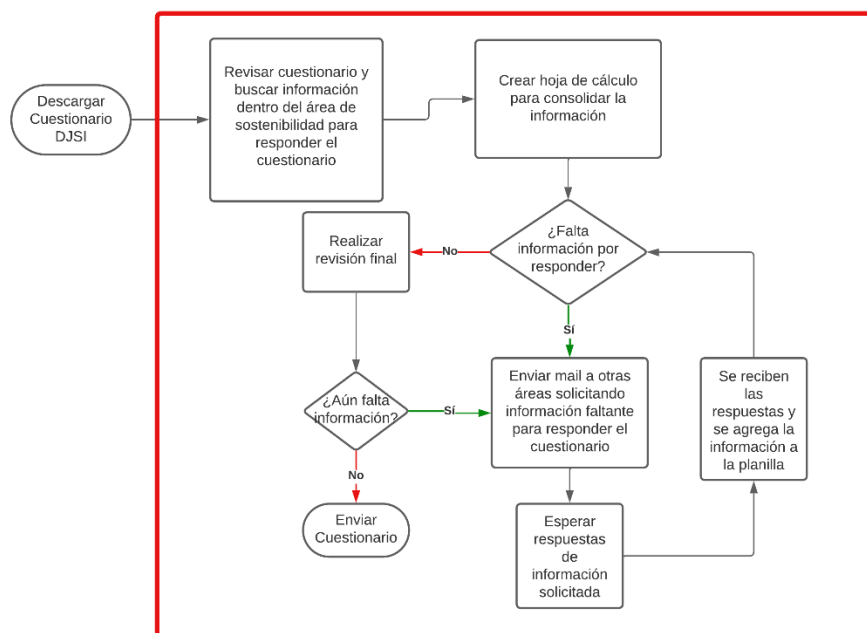 Descargar
Cuestionario
DJSI
Revisar cuestionario y
buscar información
dentro del área de
sostenibilidad para
responder el
cuestionario
Crear hoja de cálculo
para consolidar la
información
¿Falta
información por
responder?
No
Realizar
revisión final
Sí
¿Aún falta
información?
Sí
Enviar mail a otras
áreas solicitando
información faltante
para responder el
cuestionario
Se reciben
las
respuestas y
se agrega la
información a
la planilla
No
Enviar
Cuestionario
Esperar
respuestas
de
información
solicitada